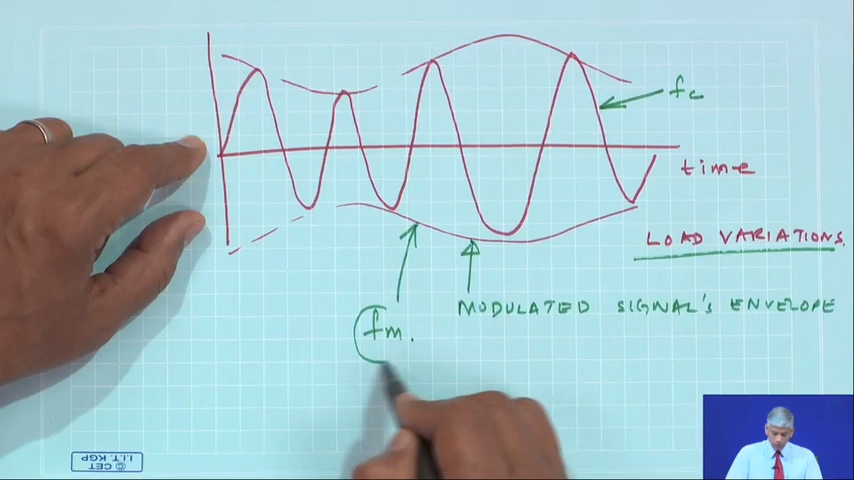 fc
time
LOAD VARIATIONS.
MODULATED SIGNAL'S ENVELOPE
fm.
© CET
I.I.T. KGP